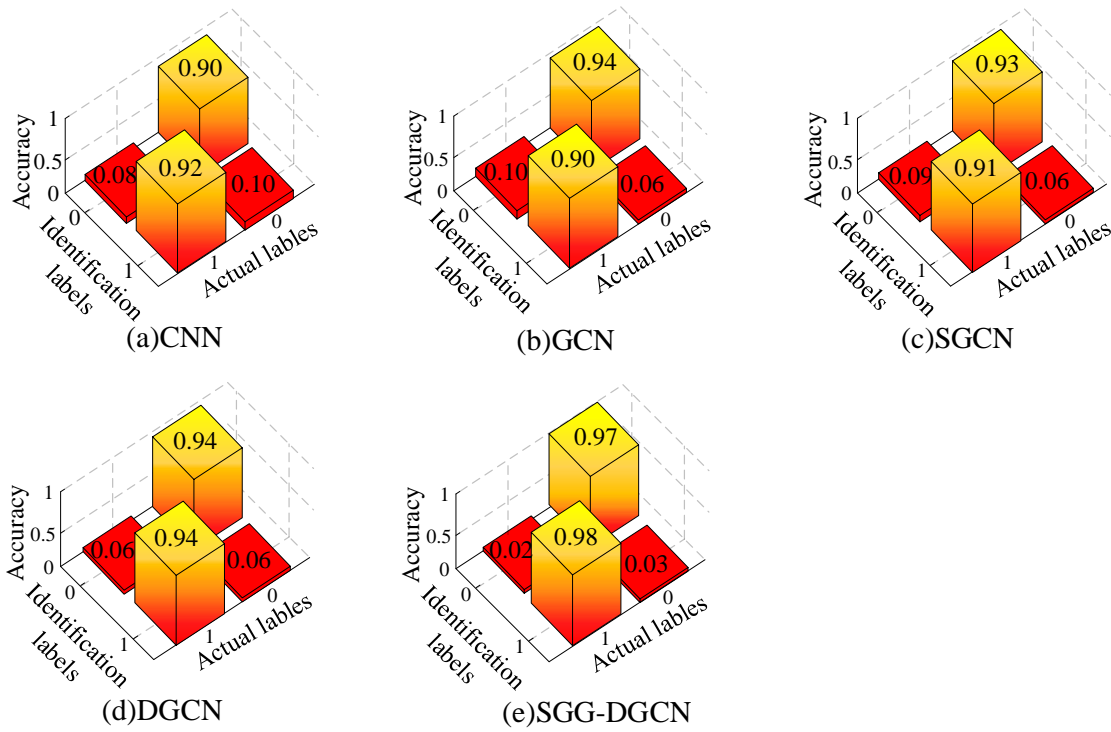 0.90
0.92
0.08
0.10
1
0.5
0
Accuracy
0
1
Identification
labels
1
0
Actual lables
(a)CNN
0.94
0.90
0.10
0.06
1
0.5
0
Accuracy
0
1
Identification
labels
1
0
Actual lables
(b)GCN
0.93
0.91
0.09
0.06
1
0.5
0
Accuracy
0
1
Identification
labels
1
0
Actual lables
(c)SGCN
0.94
0.94
0.06
0.06
1
0.5
0
Accuracy
0
1
Identification
labels
1
0
Actual lables
(d)DGCN
0.97
0.98
0.02
0.03
1
0.5
0
Accuracy
0
1
Identification
labels
1
0
Actual lables
(e)SGG-DGCN